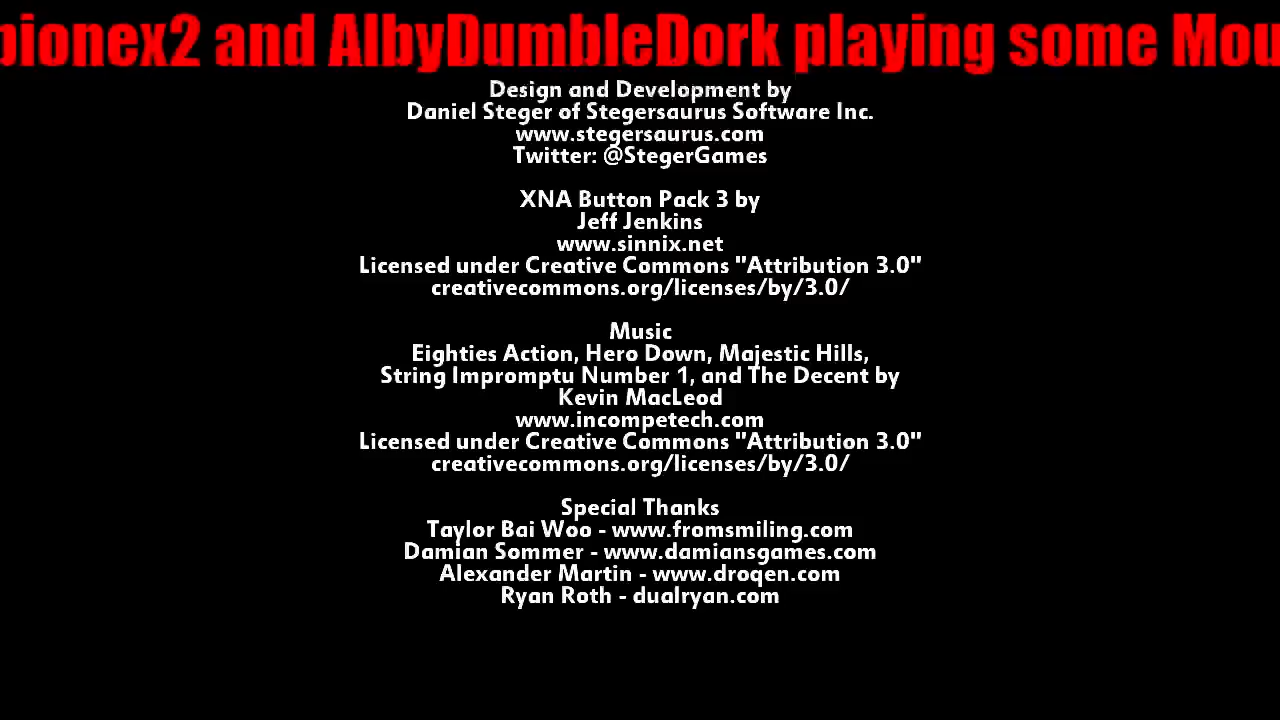 pionex2 and AlbyDumbleDork playing some Mou
Design and Development by
Daniel Steger of Stegersaurus Software Inc.
www.stegersaurus.com
Twitter: @StegerGames
XNA Button Pack 3 by
Jeff Jenkins
www.sinnix.net
Licensed under Creative Commons "Attribution 3.0"
creativecommons.org/licenses/by/3.0/
Music
Eighties Action, Hero Down, Majestic Hills,
String Impromptu Number 1, and The Decent by
Kevin MacLeod
www.incompetech.com
Licensed under Creative Commons "Attribution 3.0"
creativecommons.org/licenses/by/3.0/
Special Thanks
Taylor Bai Woo - www.fromsmiling.com
Damian Sommer - www.damiansgames.com
Alexander Martin - www.droqen.com
Ryan Roth - dualryan.com